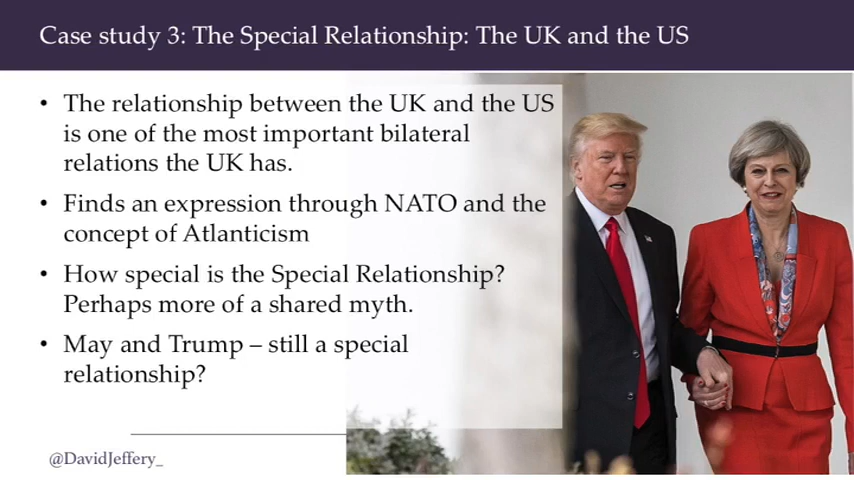 Case study 3: The Special Relationship: The UK and the US
• The relationship between the UK and the US
is one of the most important bilateral
relations the UK has.
• Finds an expression through NATO and the
concept of Atlanticism
• How special is the Special Relationship?
Perhaps more of a shared myth.
• May and Trump – still a special
relationship?
@DavidJeffery_